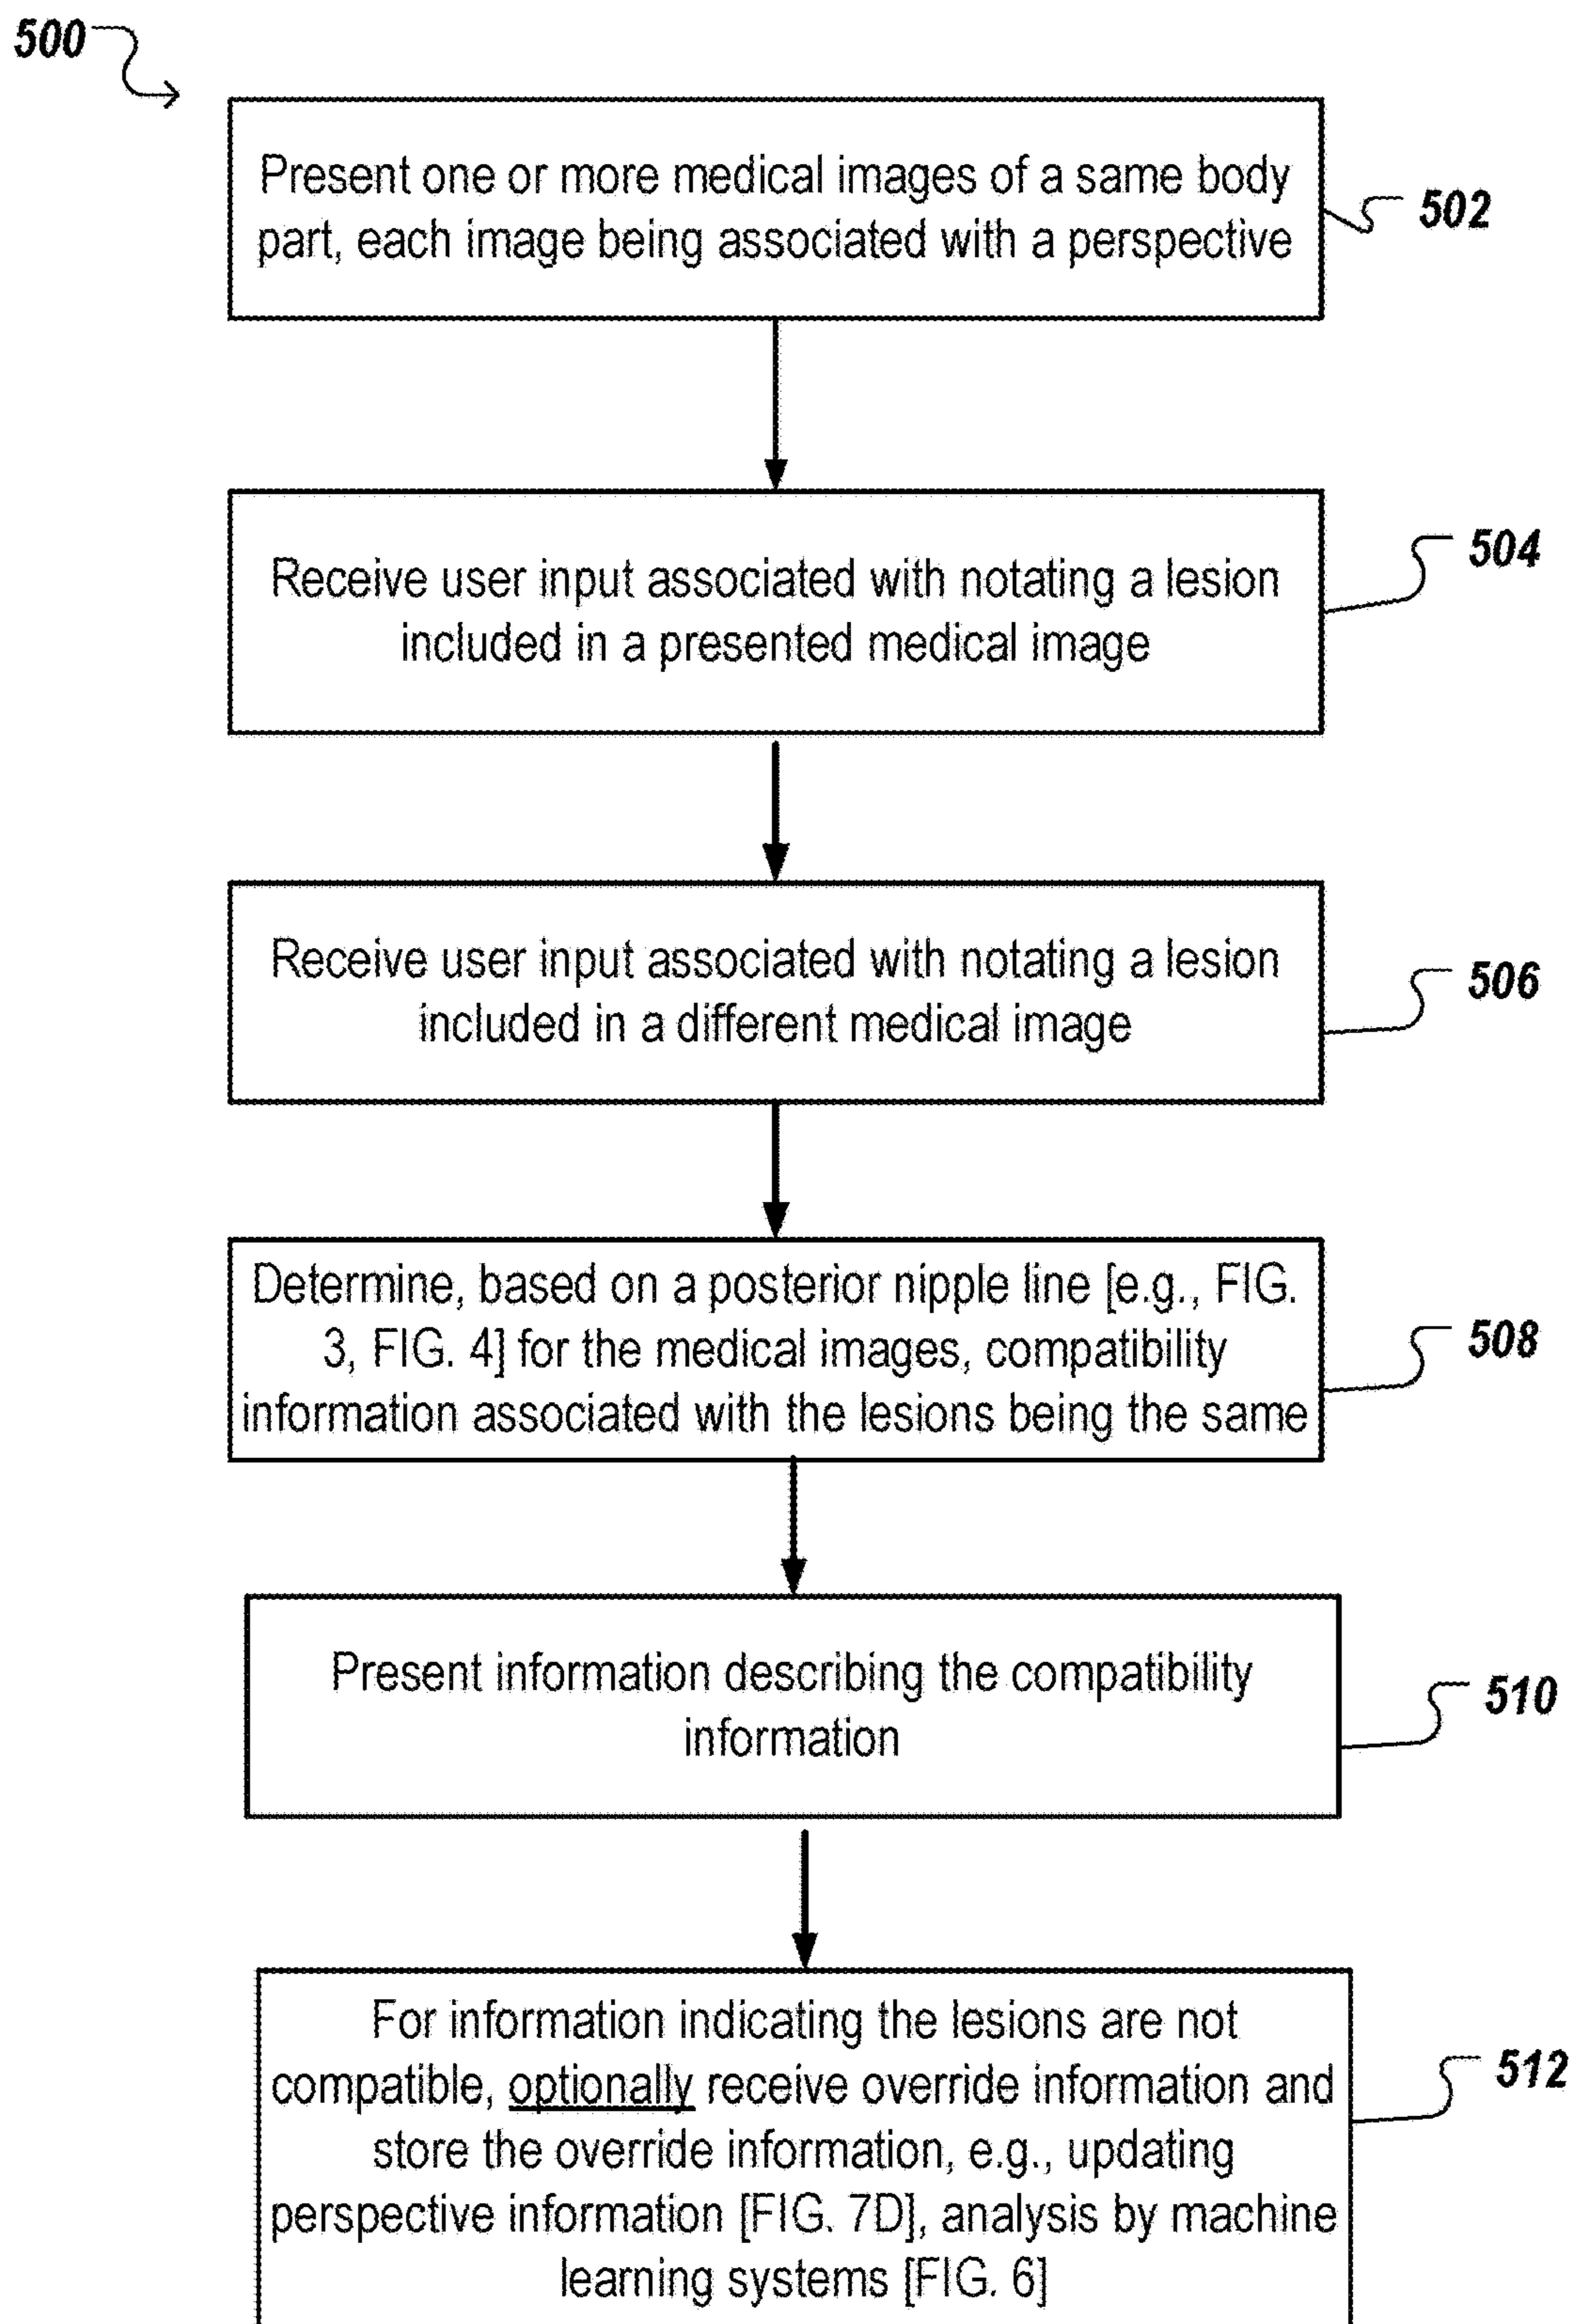 500
Present one or more medical images of a same body
part, each image being associated with a perspective
502
Receive user input associated with notating a lesion
included in a presented medical image
504
Receive user input associated with notating a lesion
included in a different medical image
506
Determine, based on a posterior nipple line [e.g., FIG.
3, FIG. 4] for the medical images, compatibility
information associated with the lesions being the same
508
Present information describing the compatibility
information
510
For information indicating the lesions are not
compatible, optionally receive override information and
store the override information, e.g., updating
perspective information [FIG. 7D], analysis by machine
learning systems [FIG. 6]
512